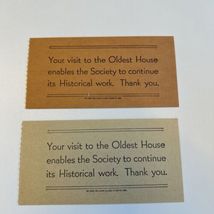 Your visit to the Oldest House
enables the Society to continue
its Historical work. Thank you.
Your visit to the Oldest House
enables the Society to continue
its Historical work. Thank you.